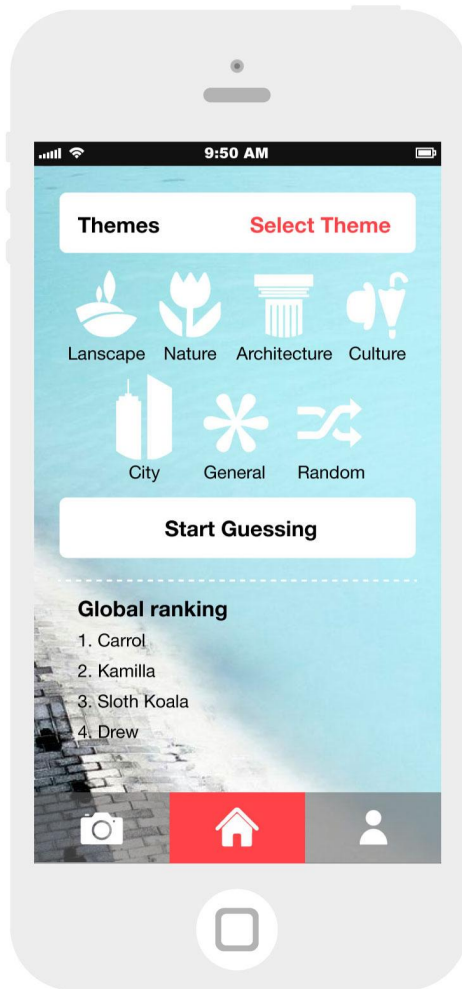 9:50 AM
Themes Select Theme
Lanscape Nature Architecture Culture
City General Random
Start Guessing
Global ranking
1. Carrol
2. Kamilla
3. Sloth Koala
4. Drew